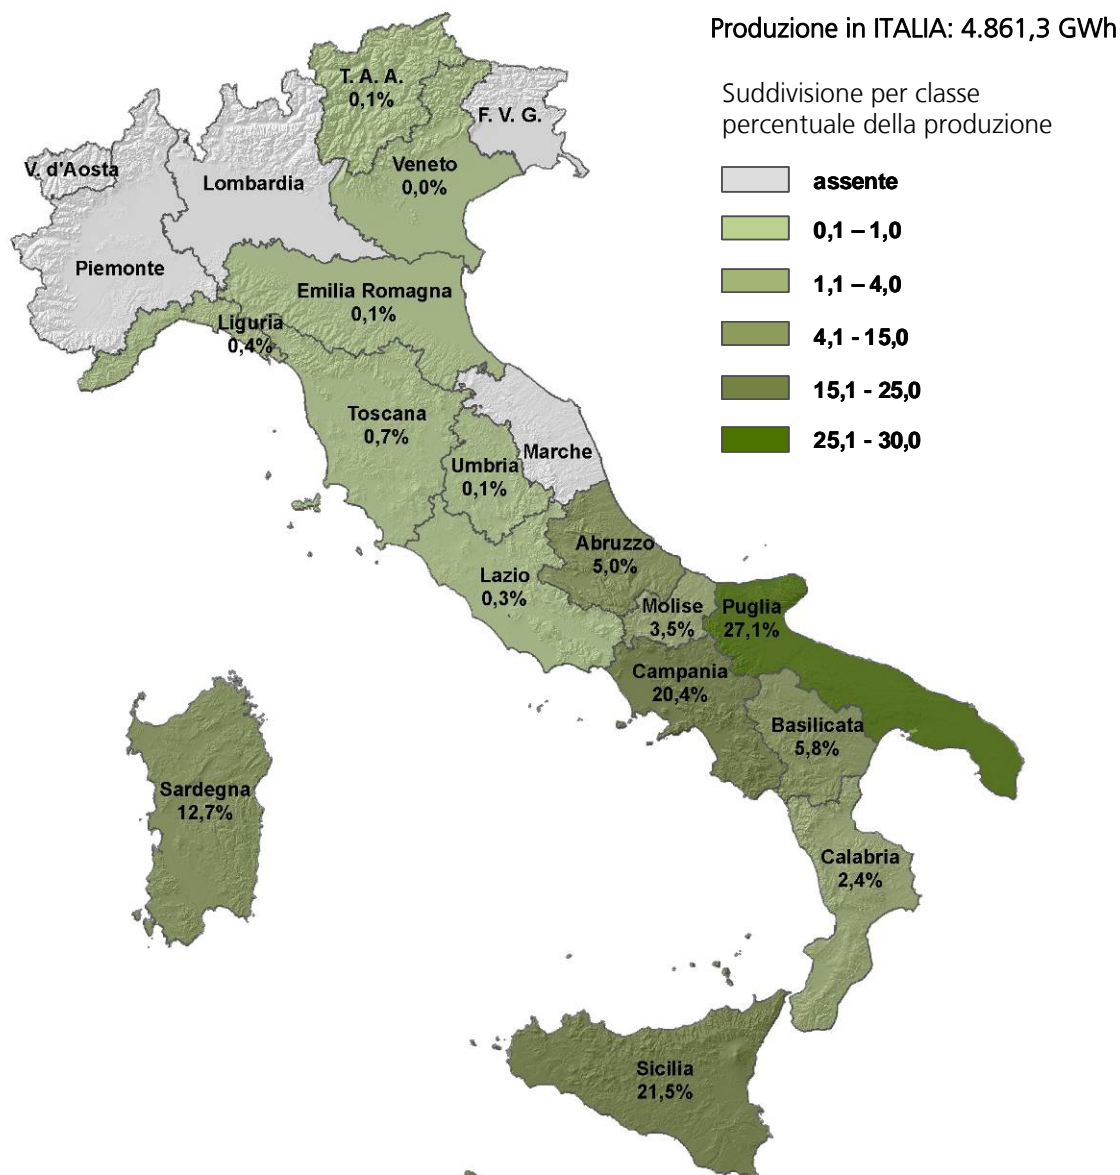 Produzione in ITALIA: 4.861,3 GWh
Suddivisione per classe
percentuale della produzione
assente
0,1 – 1,0
1,1 – 4,0
4,1 - 15,0
15,1 - 25,0
25,1 - 30,0
T. A. A.
0,1%
F. V. G.
V. d'Aosta
Lombardia
Veneto
0,0%
Piemonte
Emilia Romagna
0,1%
Liguria
0,4%
Toscana
0,7%
Umbria
0,1%
Marche
Abruzzo
5,0%
Lazio
0,3%
Molise
3,5%
Puglia
27,1%
Campania
20,4%
Basilicata
5,8%
Sardegna
12,7%
Calabria
2,4%
Sicilia
21,5%